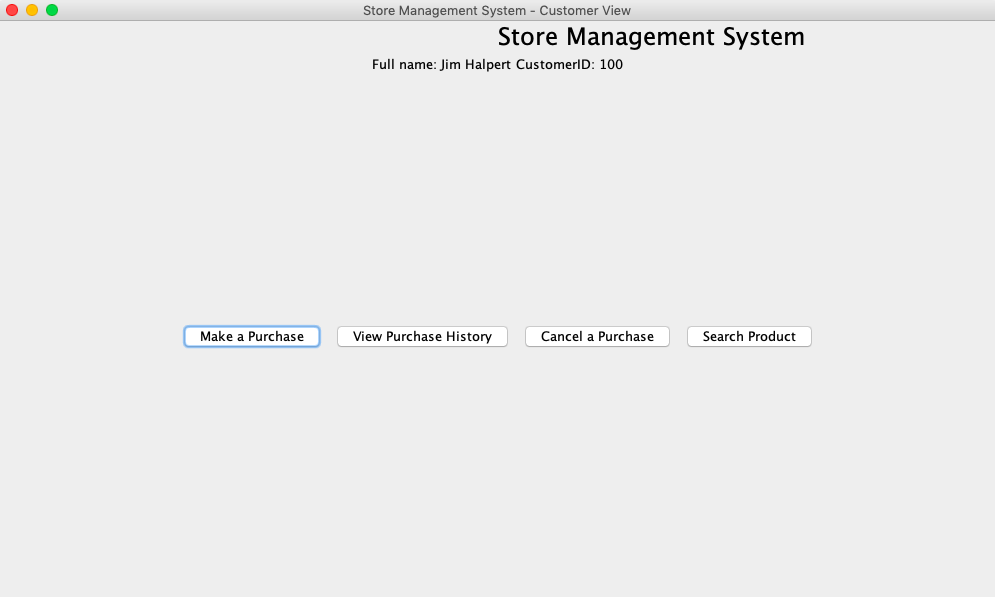 Store Management System - Customer View
Store Management System
Full name: Jim Halpert CustomerID: 100
Make a Purchase
View Purchase History
Cancel a Purchase
Search Product